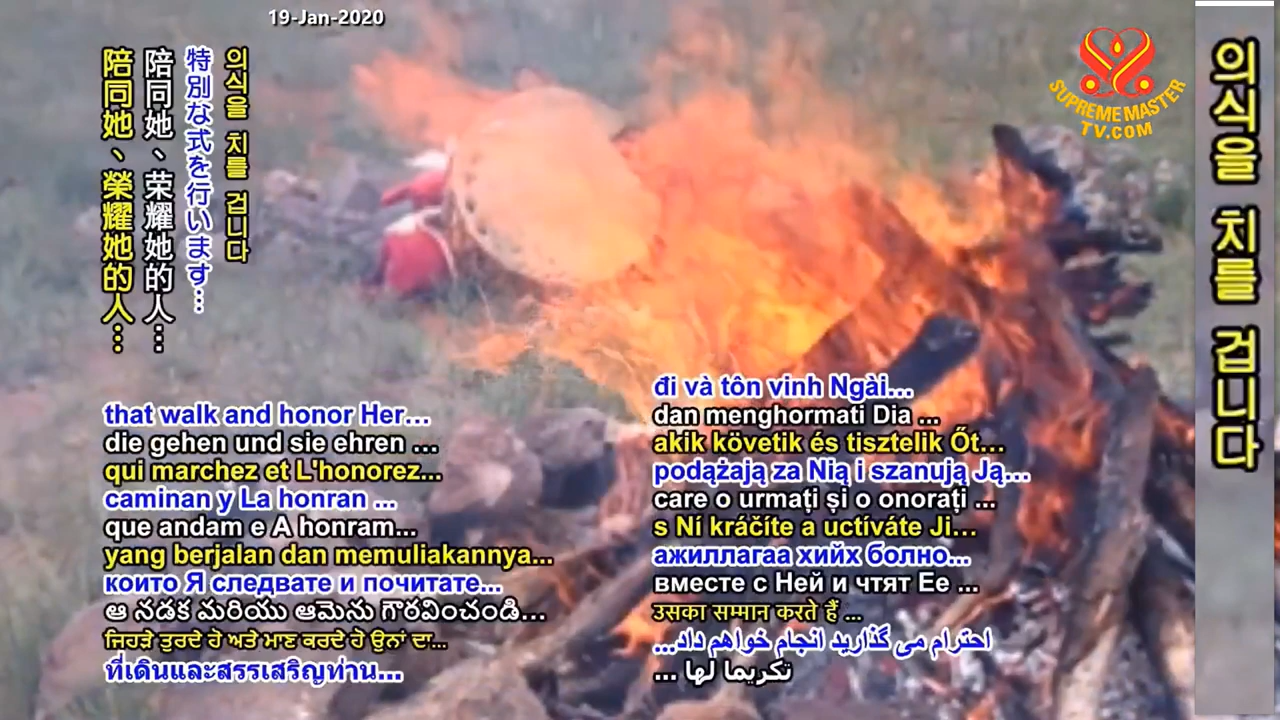 19-Jan-2020
SUPREME MASTER
TV.COM
의식을 치를 겁니다
의식을 치를 겁니다
特別な式を行います…
陪同她、荣耀她的人…
陪同她、榮耀她的人…
that walk and honor Her…
die gehen und sie ehren …
qui marchez et L'honorez...
caminan y La honran ...
que andam e A honram...
yang berjalan dan memuliakannya...
които Я следвате и почитате...
ఆ నడక మరియు ఆమెను గౌరవించండి...
ਜਿਹੜੇ ਤੁਰਦੇ ਹੋ ਅਤੇ ਮਾਣ ਕਰਦੇ ਹੋ ਉਨਾਂ ਦਾ...
ที่เดินและสรรเสริญท่าน...
đi và tôn vinh Ngài...
dan menghormati Dia ...
akik követik és tisztelik Őt...
podążają za Nią i szanują Ją...
care o urmați și o onorați ...
s Ní kráčíte a uctíváte Ji...
ажиллагаа хийх болно...
вместе с Ней и чтят Ее ...
उसका सम्मान करते हैं ...
احترام می گذارید انجام خواهم داد...
تكريما لها ...